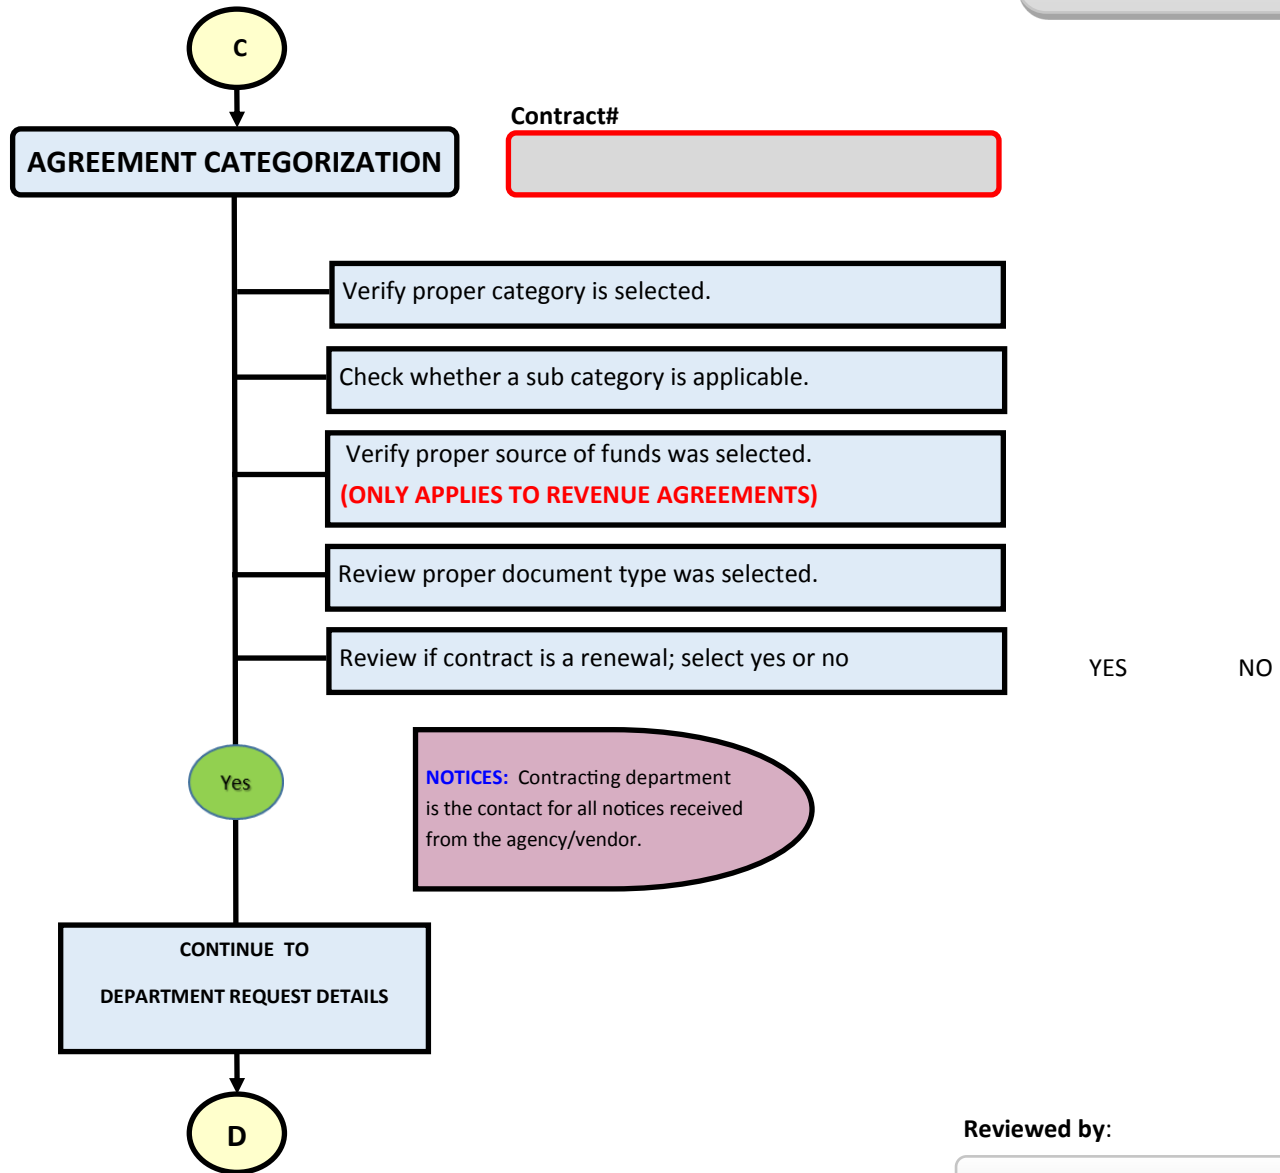 C
Contract#
AGREEMENT CATEGORIZATION
Verify proper category is selected.
Check whether a sub category is applicable.
Verify proper source of funds was selected.
(ONLY APPLIES TO REVENUE AGREEMENTS)
Review proper document type was selected.
Review if contract is a renewal; select yes or no
YES NO
Yes
NOTICES: Contracting department
is the contact for all notices received
from the agency/vendor.
CONTINUE TO
DEPARTMENT REQUEST DETAILS
D
Reviewed by: